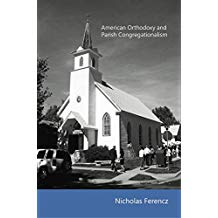 American Orthodoxy and
Parish Congregationalism
Nicholas Ferencz